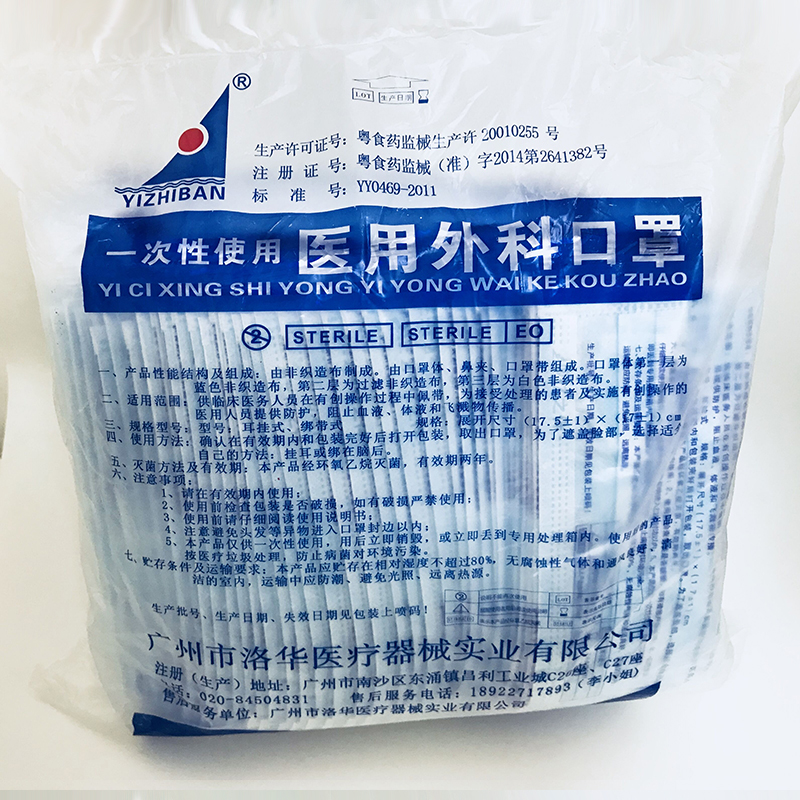 ®
YIZHIBAN
LOT 生产日期
生产许可证号：粤食药监械生产许 20010255 号
注 册 证 号：粤食药监械（准）字2014第2641382号
标 准 号：YY0469-2011
一次性使用 医用外科口罩
YI CI XING SHI YONG YI YONG WAI KE KOU ZHAO
2 STERILE STERILE EO
一、产品性能结构及组成：由非织造布制成。由口罩体、鼻夹、口罩带组成。口罩体第一层为
蓝色非织造布，第二层为过滤非织造布，第三层为白色非织造布。
二、适用范围：供临床医务人员在有创操作过程中佩带，为接受处理的患者及实施有创操作的
医用人员提供防护，阻止血液、体液和飞溅物传播。
三、规格型号：型号：耳挂式、绑带式 规格：展开尺寸（17.5±1）×（17±1）c
四、使用方法：确认在有效期内和包装完好后打开包装，取出口罩，为了遮盖脸部，选择适
自己的方法：挂耳或绑在脑后。
五、灭菌方法及有效期：本产品经环氧乙烷灭菌，有效期两年。
六、注意事项：
1、请在有效期内使用；
2、使用前检查包装是否破损，如有破损严禁使用；
3、使用前请仔细阅读使用说明书；
4、注意避免头发等异物进入口罩封边以内；
5、本产品仅供一次性使用，用后立即销毁，或立即丢到专用处理箱内。使用后的产品
按医疗垃圾处理，防止病菌对环境污染。
七、贮存条件及运输要求：本产品应贮存在相对湿度不超过80%，无腐蚀性气体和通风
洁的室内，运输中应防潮、避免光照、远离热源。
生产批号、生产日期、失效日期见包装上喷码！
广州市洛华医疗器械实业有限公司
注册（生产）地址：广州市南沙区东涌镇昌利工业城C2 座、C27座
话：020-84504831 售后服务电话：18922717893（李小姐）
售后服务单位：广州市洛华医疗器械实业有限公司